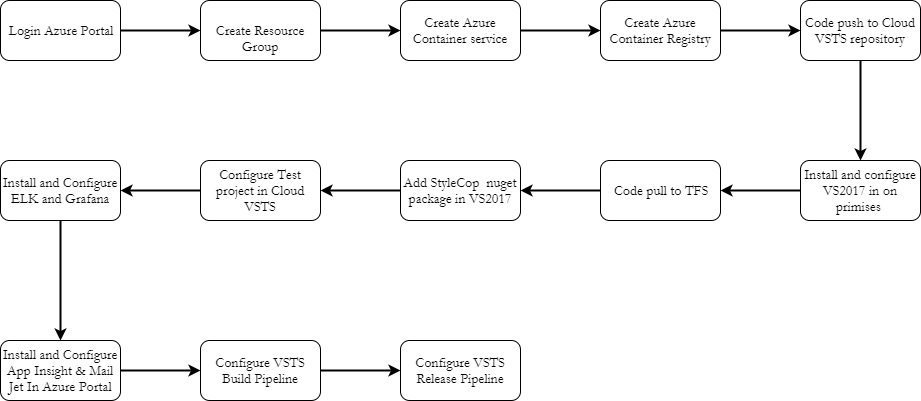 Login Azure Portal
Create Resource
Group
Create Azure
Container service
Create Azure
Container Registry
Code push to Cloud
VSTS repository
Install and configure
VS2017 in on
primises
Code pull to TFS
Add StyleCop nuget
package in VS2017
Configure Test
project in Cloud
VSTS
Install and Configure
ELK and Grafana
Install and Configure
App Insight & Mail
Jet In Azure Portal
Configure VSTS
Build Pipeline
Configure VSTS
Release Pipeline